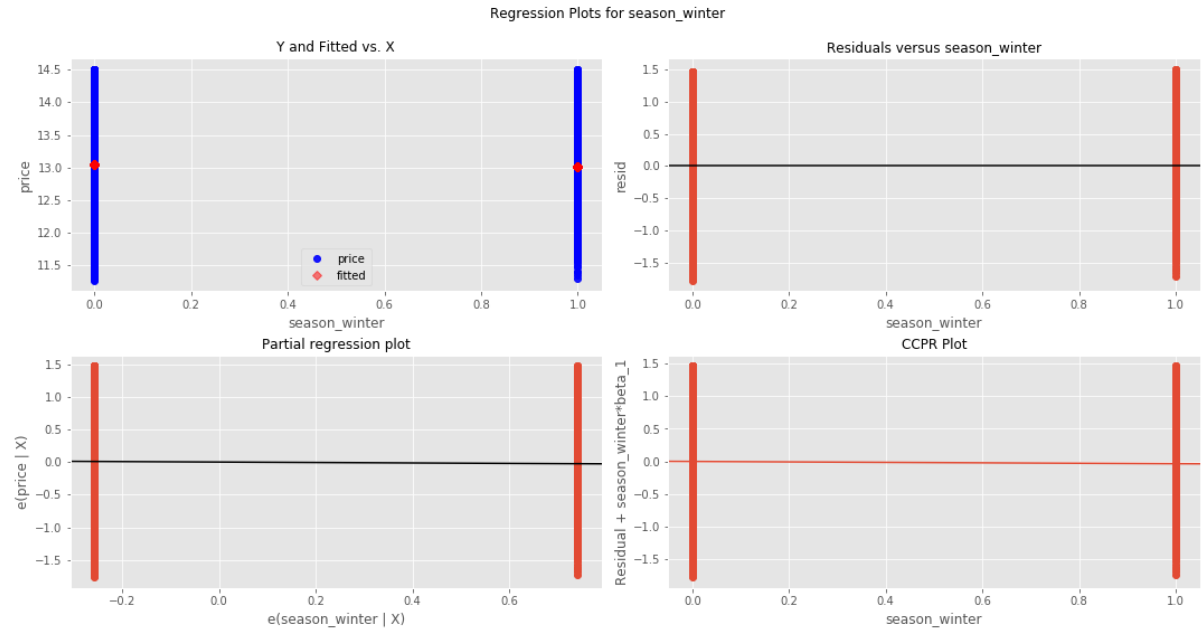 Regression Plots for season_winter
Y and Fitted vs. X
14.5
14.0
13.5
13.0
12.5
12.0
11.5
price
price
fitted
0.0 0.2 0.4 0.6 0.8 1.0
season_winter
Residuals versus season_winter
1.5
1.0
0.5
0.0
−0.5
−1.0
−1.5
resid
0.0 0.2 0.4 0.6 0.8 1.0
season_winter
Partial regression plot
1.5
1.0
0.5
0.0
−0.5
−1.0
−1.5
e(price | X)
−0.2 0.0 0.2 0.4 0.6
e(season_winter | X)
CCPR Plot
1.5
1.0
0.5
0.0
−0.5
−1.0
−1.5
Residual + season_winter*beta_1
0.0 0.2 0.4 0.6 0.8 1.0
season_winter